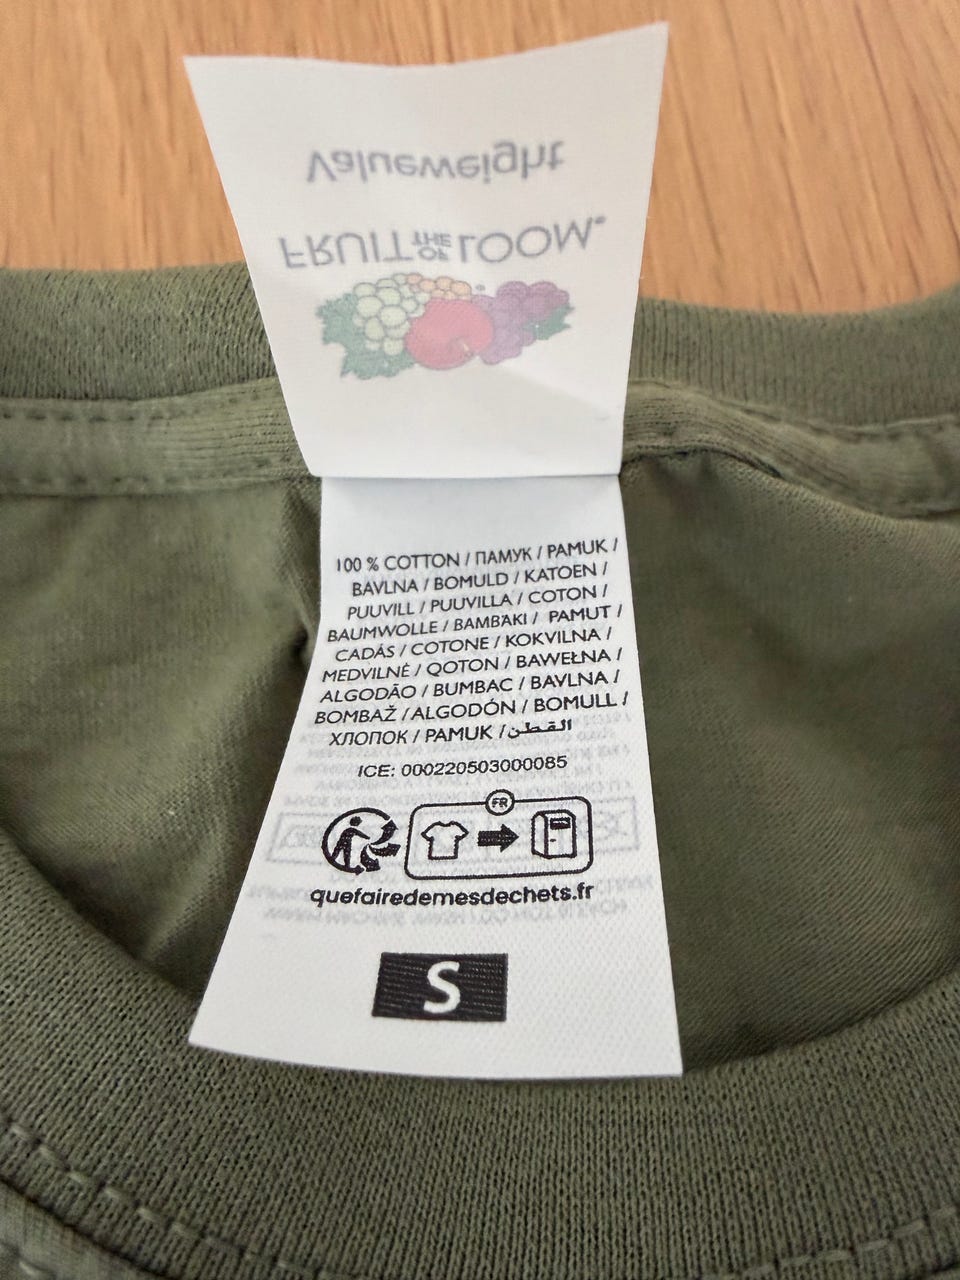 Valueweight
FRUIT OF THE LOOM®
100 % COTTON / ПАМУК / PAMUK /
BAVLNA / BOMULD / KATOEN /
PUUVILL / PUUVILLA / COTON /
BAUMWOLLE / ΒΑΜΒΆΚΙ / PAMUT /
CADÁS / COTONE / KOKVILNA /
MEDVILNĖ / QOTON / BAWEŁNA /
ALGODÃO / BUMBAC / BAVLNA /
BOMBAŽ / ALGODÓN / BOMULL /
ХЛОПОК / PAMUK / القطن
ICE: 000220503000085
FR
quefairedemesdechets.fr
S